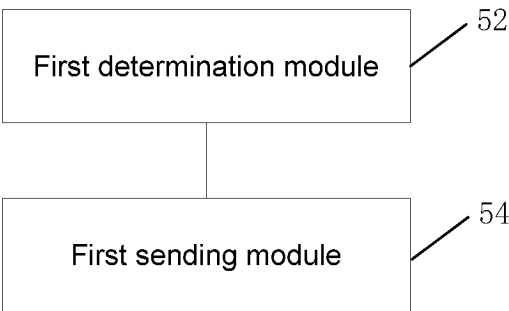 52
First determination module
54
First sending module